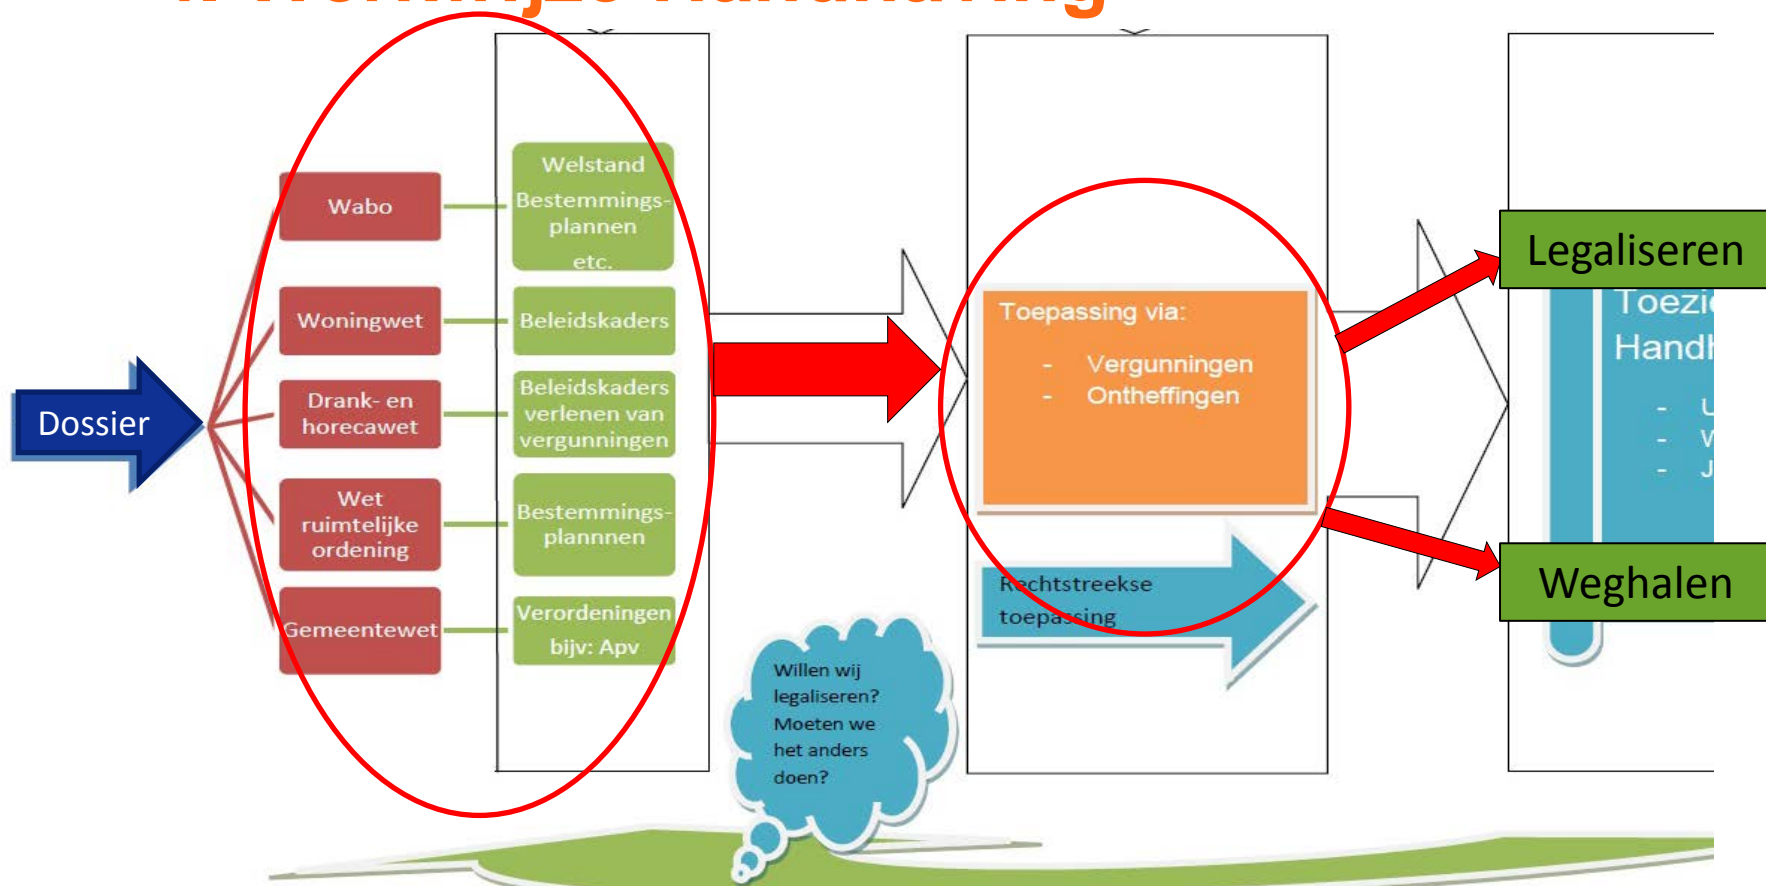 Dossier
Wabo
Woningwet
Drank- en
horecawet
Wet
ruimtelijke
ordening
Gemeentewet
Welstand
Bestemmings-
plannen
etc.
Beleidskaders
Beleidskaders
verlenen van
vergunningen
Bestemmings-
plannnen
Verordeningen
bijv: Apv
Willen wij
legaliseren?
Moeten we
het anders
doen?
Toepassing via:
- Vergunningen
- Ontheffingen
Rechtstreekse
toepassing
Legaliseren
Weghalen